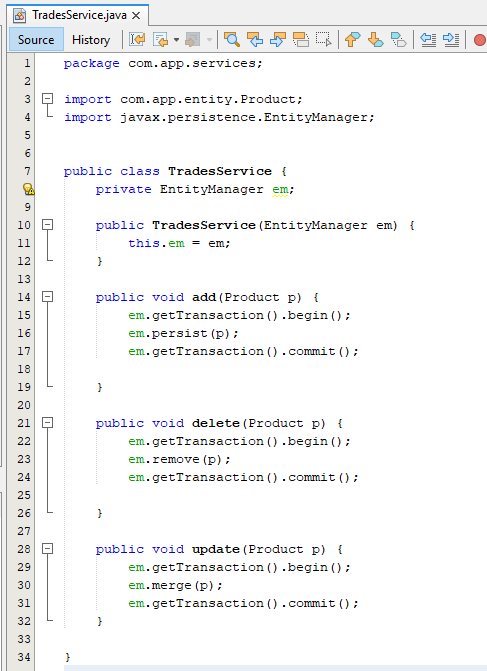 TradesService.java
Source History
1 package com.app.services;
2
3 import com.app.entity.Product;
4 import javax.persistence.EntityManager;
5
6
7 public class TradesService {
private EntityManager em;
9
10 public TradesService(EntityManager em) {
11 this.em = em;
12 }
13
14 public void add(Product p) {
15 em.getTransaction().begin();
16 em.persist(p);
17 em.getTransaction().commit();
18
19 }
20
21 public void delete(Product p) {
22 em.getTransaction().begin();
23 em.remove(p);
24 em.getTransaction().commit();
25
26 }
27
28 public void update(Product p) {
29 em.getTransaction().begin();
30 em.merge(p);
31 em.getTransaction().commit();
32 }
33
34 }